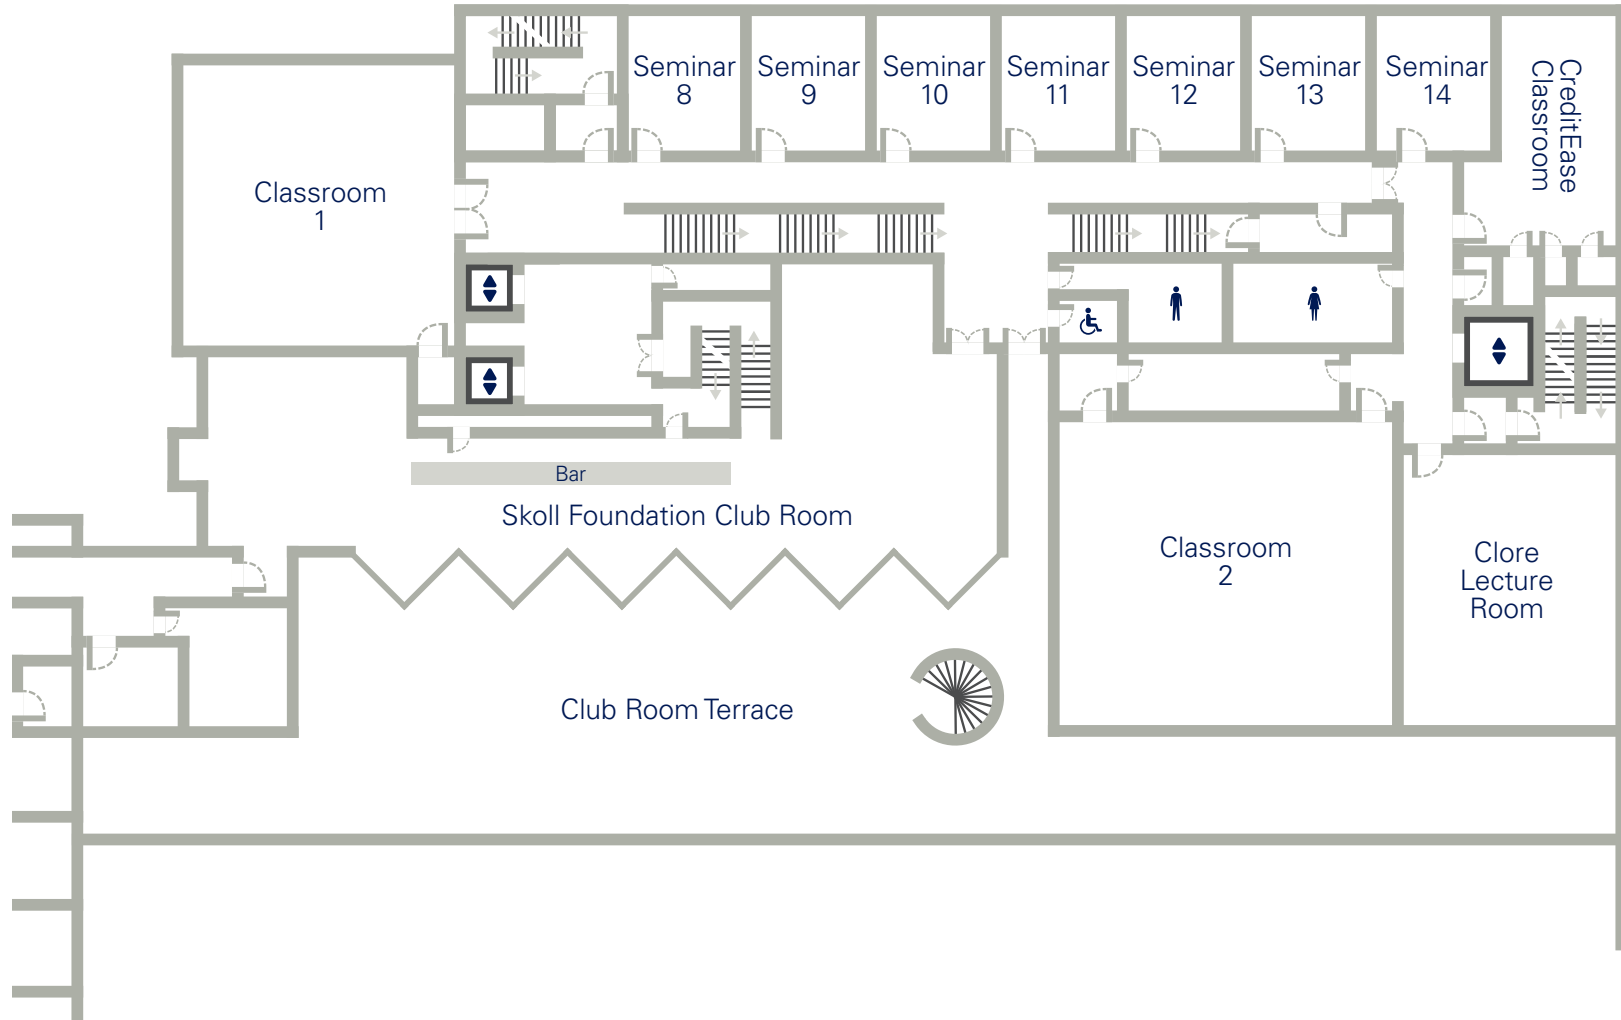 Seminar
8
Seminar
9
Seminar
10
Seminar
11
Seminar
12
Seminar
13
Seminar
14
CreditEase
Classroom
Classroom
1
Bar
Skoll Foundation Club Room
Classroom
2
Clore
Lecture
Room
Club Room Terrace